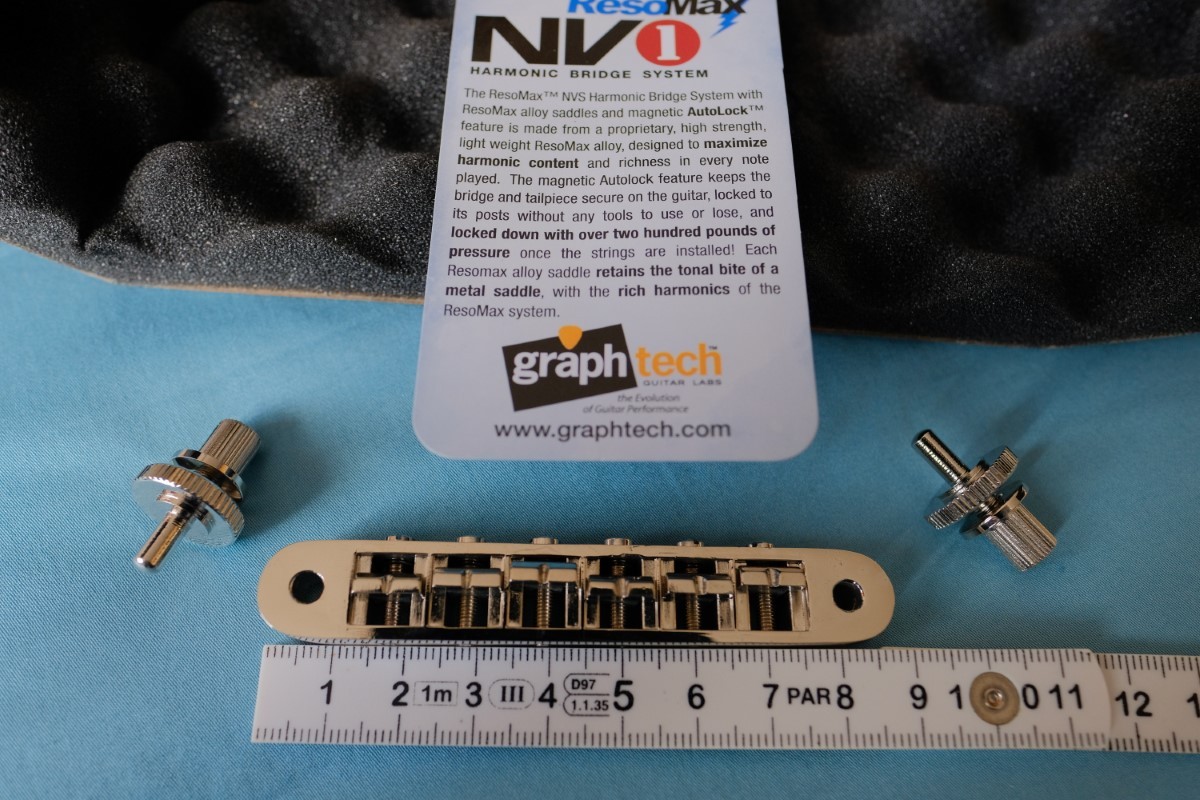 ResoMax
NV1
HARMONIC BRIDGE SYSTEM
The ResoMax™ NVS Harmonic Bridge System with
ResoMax alloy saddles and magnetic AutoLock™
feature is made from a proprietary, high strength,
light weight ResoMax alloy, designed to maximize
harmonic content and richness in every note
played. The magnetic Autolock feature keeps the
bridge and tailpiece secure on the guitar, locked to
its posts without any tools to use or lose, and
locked down with over two hundred pounds of
pressure once the strings are installed! Each
Resomax alloy saddle retains the tonal bite of a
metal saddle, with the rich harmonics of the
ResoMax system.
graphtech™
GUITAR LABS
the Evolution
of Guitar Performance
www.graphtech.com
1 2 1m 3 III 4 D97 1.1.35 5 6 7 PAR 8 9 10 11 12 1